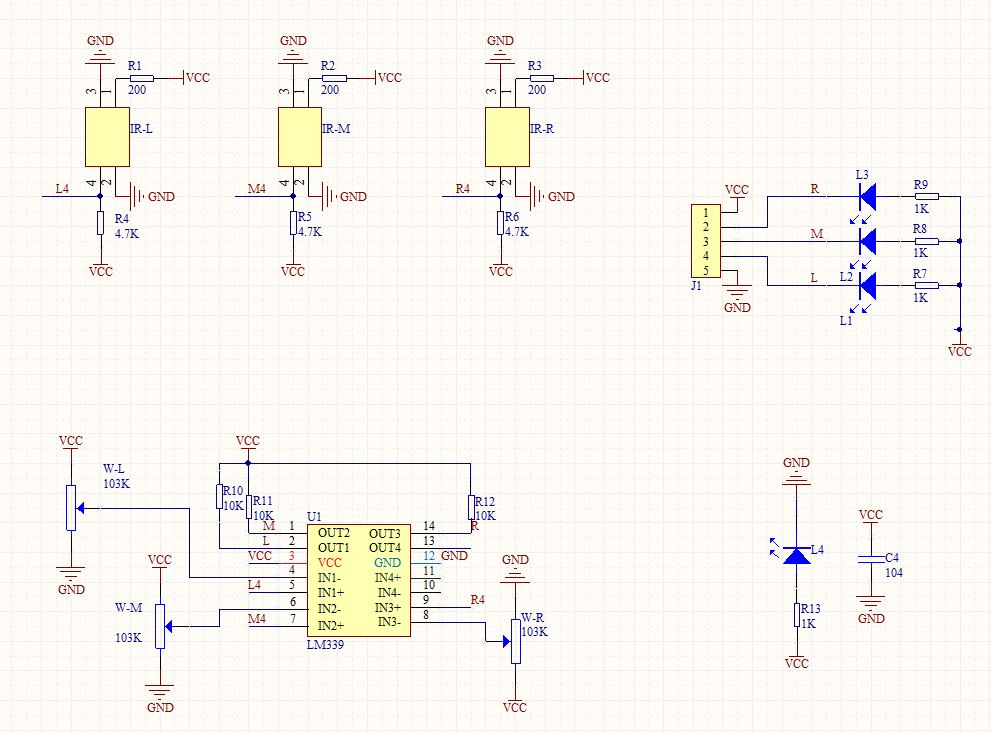 GND GND GND
R1 VCC R2 VCC R3 VCC
200 200 200
3 1 3 1 3 1
IR-L IR-M IR-R
4 2 4 2 4 2
L4 GND M4 GND R4 GND
R4 R5 R6
4.7K 4.7K 4.7K
VCC VCC VCC
VCC R L3 R9
1 1K
2 M R8
3 1K
4 L L2 R7
5 1K
J1 L1
GND VCC
VCC VCC
W-L
103K
R10 R11 R12
10K 10K 10K
GND
U1
M 1 OUT2 OUT3 14 R
L 2 OUT1 OUT4 13
VCC 3 VCC GND 12 GND
4 IN1- IN4+ 11
L4 5 IN1+ IN4- 10
6 IN2- IN3+ 9 R4
M4 7 IN2+ IN3- 8
LM339
VCC
W-M
103K
GND
GND
W-R
103K
VCC
GND
L4
R13
1K
VCC
VCC
C4
104
GND